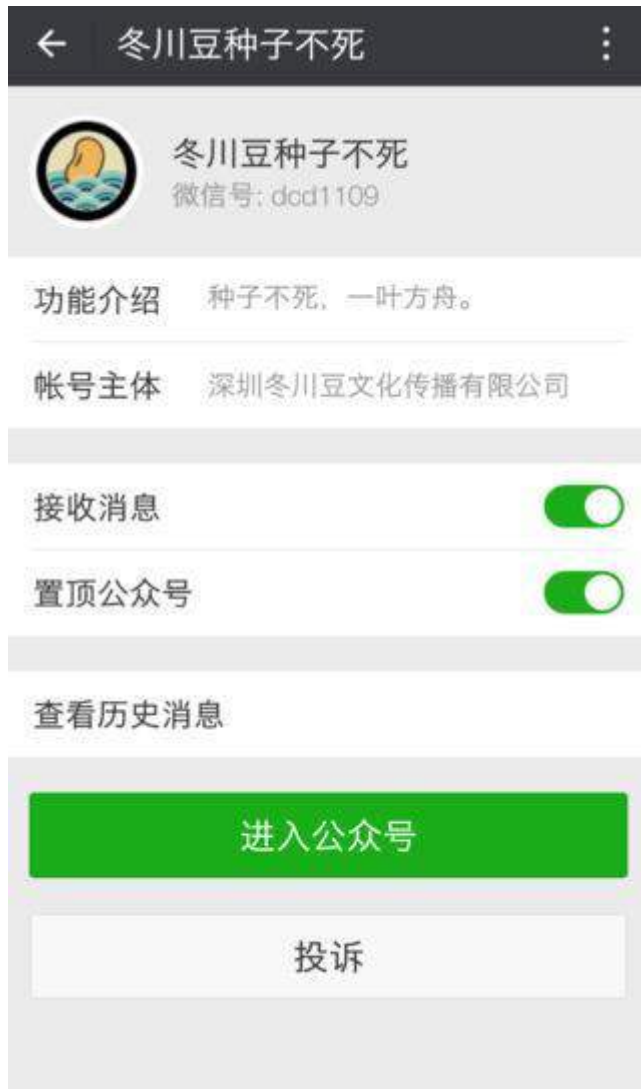 冬川豆种子不死
冬川豆种子不死
微信号: dcd1109
功能介绍 种子不死，一叶方舟。
帐号主体 深圳冬川豆文化传播有限公司
接收消息
置顶公众号
查看历史消息
进入公众号
投诉